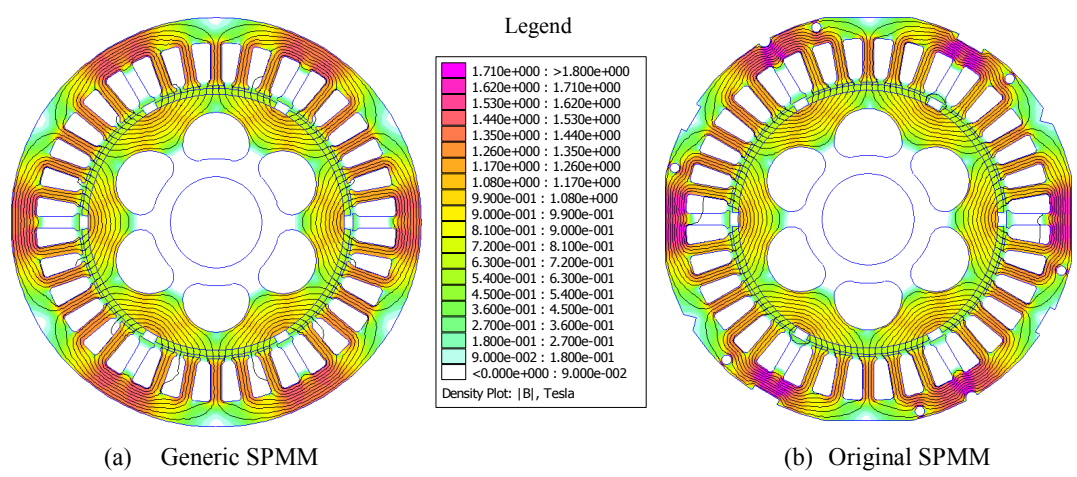 Legend
1.710e+000 : >1.800e+000
1.620e+000 : 1.710e+000
1.530e+000 : 1.620e+000
1.440e+000 : 1.530e+000
1.350e+000 : 1.440e+000
1.260e+000 : 1.350e+000
1.170e+000 : 1.260e+000
1.080e+000 : 1.170e+000
9.900e-001 : 1.080e+000
9.000e-001 : 9.900e-001
8.100e-001 : 9.000e-001
7.200e-001 : 8.100e-001
6.300e-001 : 7.200e-001
5.400e-001 : 6.300e-001
4.500e-001 : 5.400e-001
3.600e-001 : 4.500e-001
2.700e-001 : 3.600e-001
1.800e-001 : 2.700e-001
9.000e-002 : 1.800e-001
<0.000e+000 : 9.000e-002
Density Plot: |B|, Tesla
(a) Generic SPMM
(b) Original SPMM